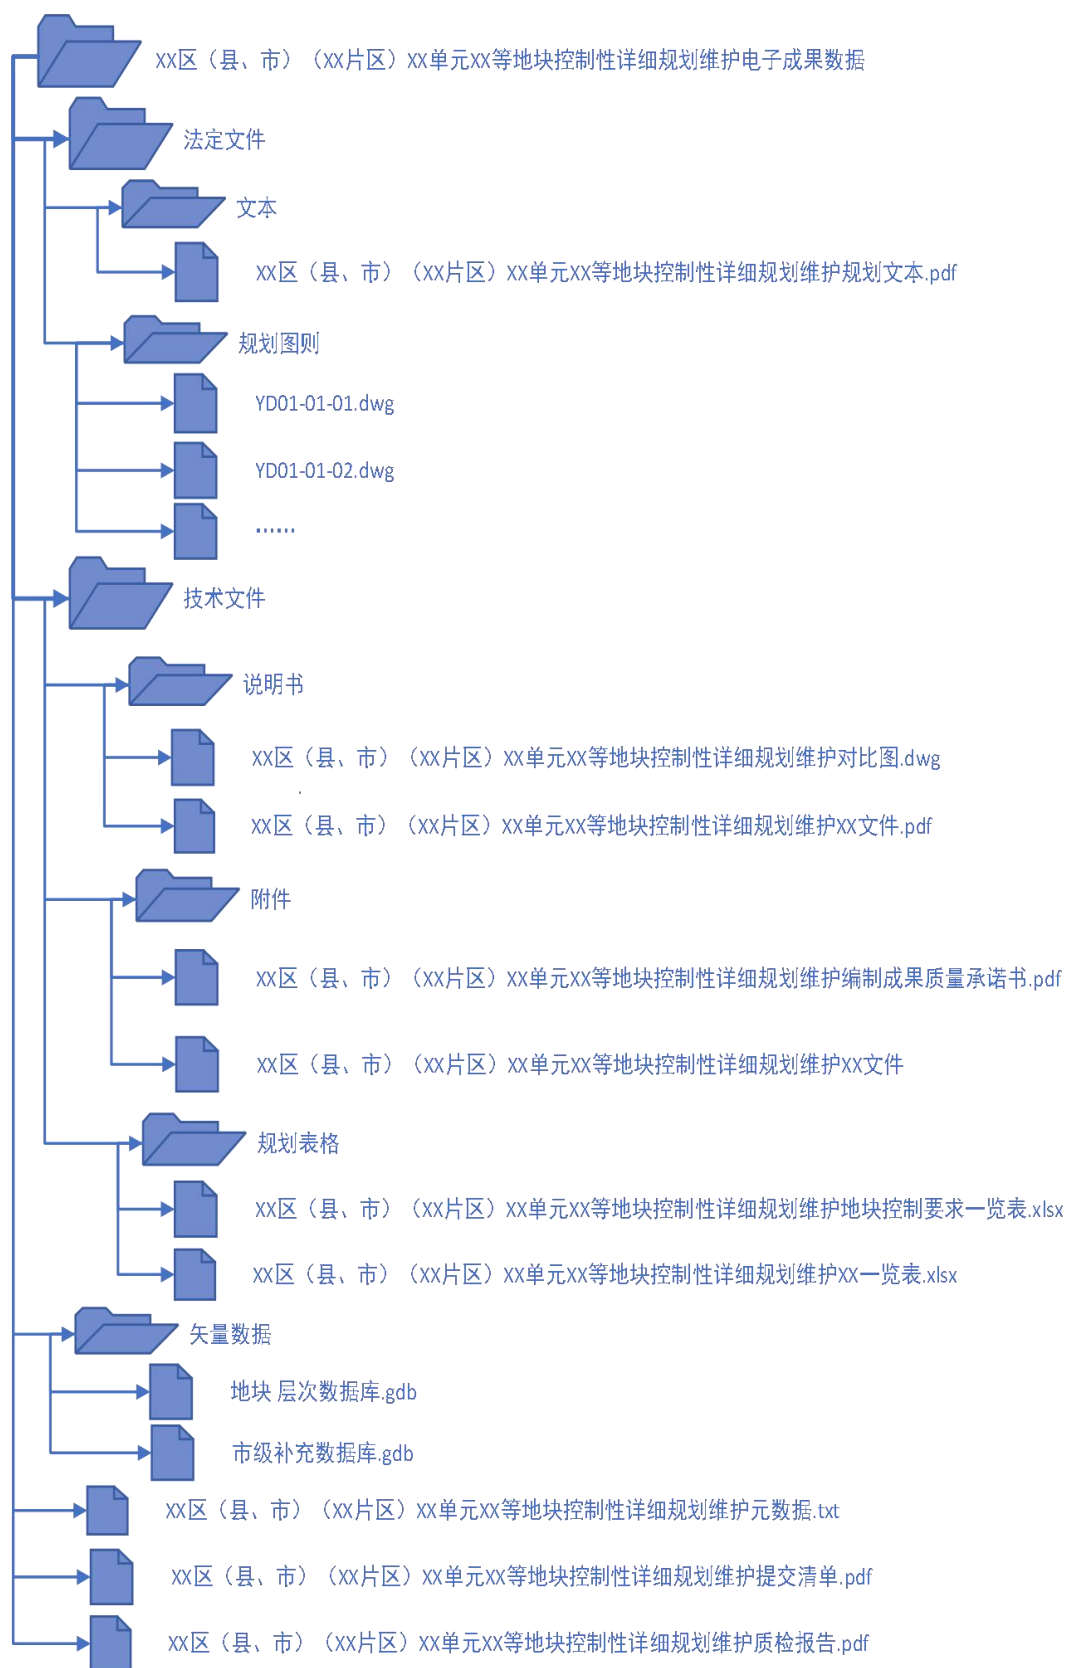 XX区（县、市）（XX片区）XX单元XX等地块控制性详细规划维护电子成果数据
法定文件
文本
XX区（县、市）（XX片区）XX单元XX等地块控制性详细规划维护规划文本.pdf
规划图则
YD01-01-01.dwg
YD01-01-02.dwg
……
技术文件
说明书
XX区（县、市）（XX片区）XX单元XX等地块控制性详细规划维护对比图.dwg
XX区（县、市）（XX片区）XX单元XX等地块控制性详细规划维护XX文件.pdf
附件
XX区（县、市）（XX片区）XX单元XX等地块控制性详细规划维护编制成果质量承诺书.pdf
XX区（县、市）（XX片区）XX单元XX等地块控制性详细规划维护XX文件
规划表格
XX区（县、市）（XX片区）XX单元XX等地块控制性详细规划维护地块控制要求一览表.xlsx
XX区（县、市）（XX片区）XX单元XX等地块控制性详细规划维护XX一览表.xlsx
矢量数据
地块 层次数据库.gdb
市级补充数据库.gdb
XX区（县、市）（XX片区）XX单元XX等地块控制性详细规划维护元数据.txt
XX区（县、市）（XX片区）XX单元XX等地块控制性详细规划维护提交清单.pdf
XX区（县、市）（XX片区）XX单元XX等地块控制性详细规划维护质检报告.pdf